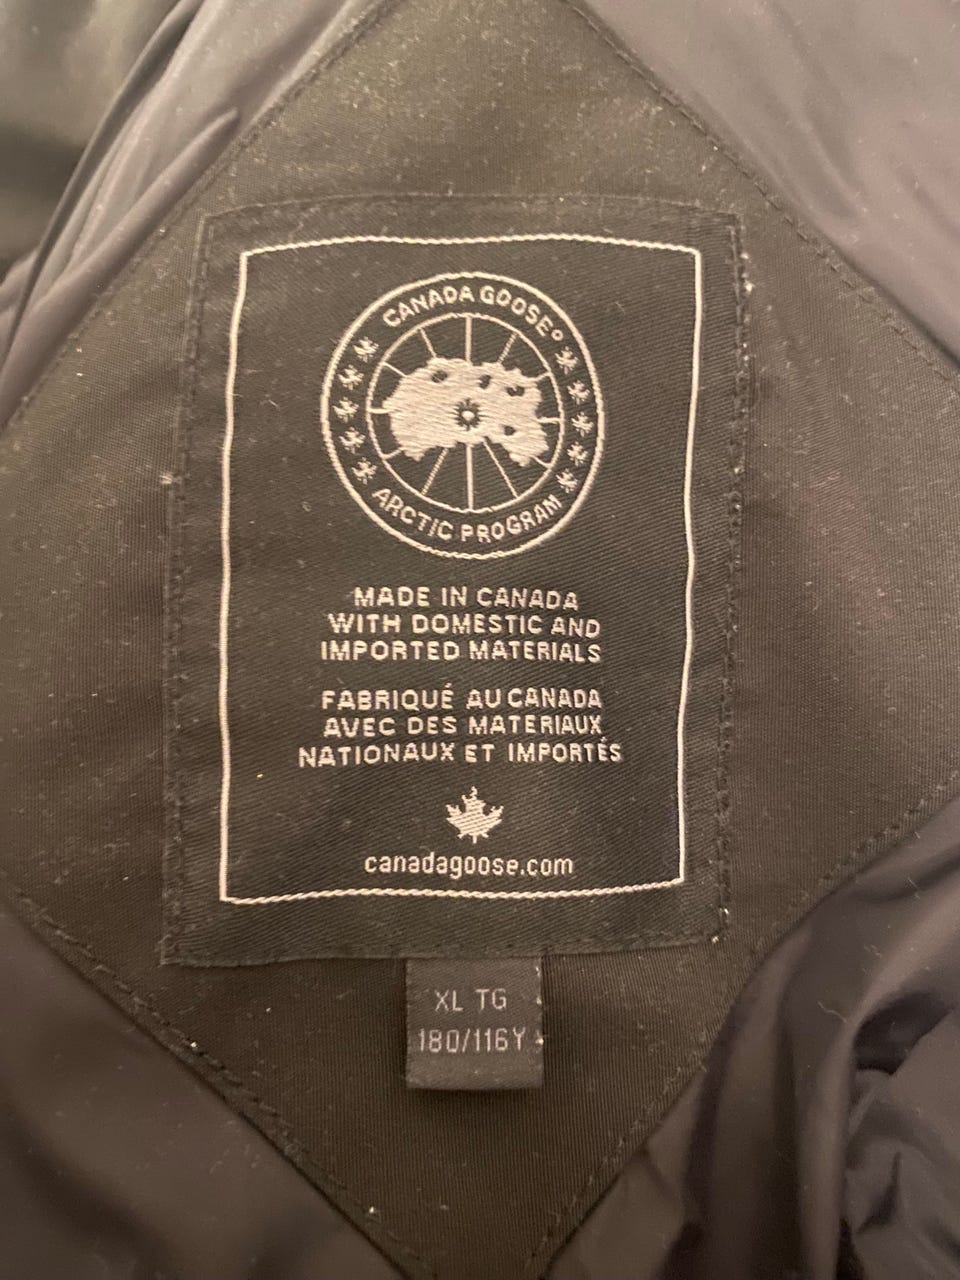 CANADA GOOSE®
ARCTIC PROGRAM
MADE IN CANADA
WITH DOMESTIC AND
IMPORTED MATERIALS
FABRIQUÉ AU CANADA
AVEC DES MATERIAUX
NATIONAUX ET IMPORTÉS
canadagoose.com
XL TG
180/116Y